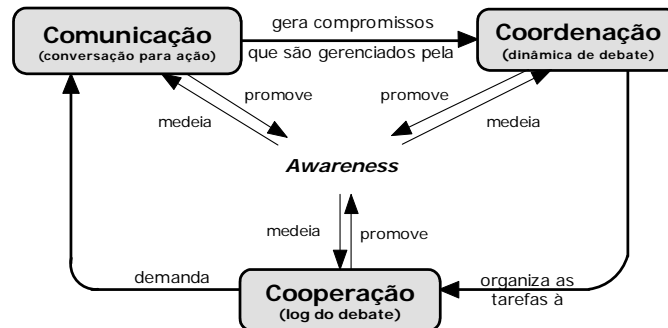 Comunicação
(conversação para ação)
gera compromissos
que são gerenciados pela
Coordenação
(dinâmica de debate)
promove
medeia
promove
medeia
Awareness
medeia
promove
demanda
Cooperação
(log do debate)
organiza as
tarefas à